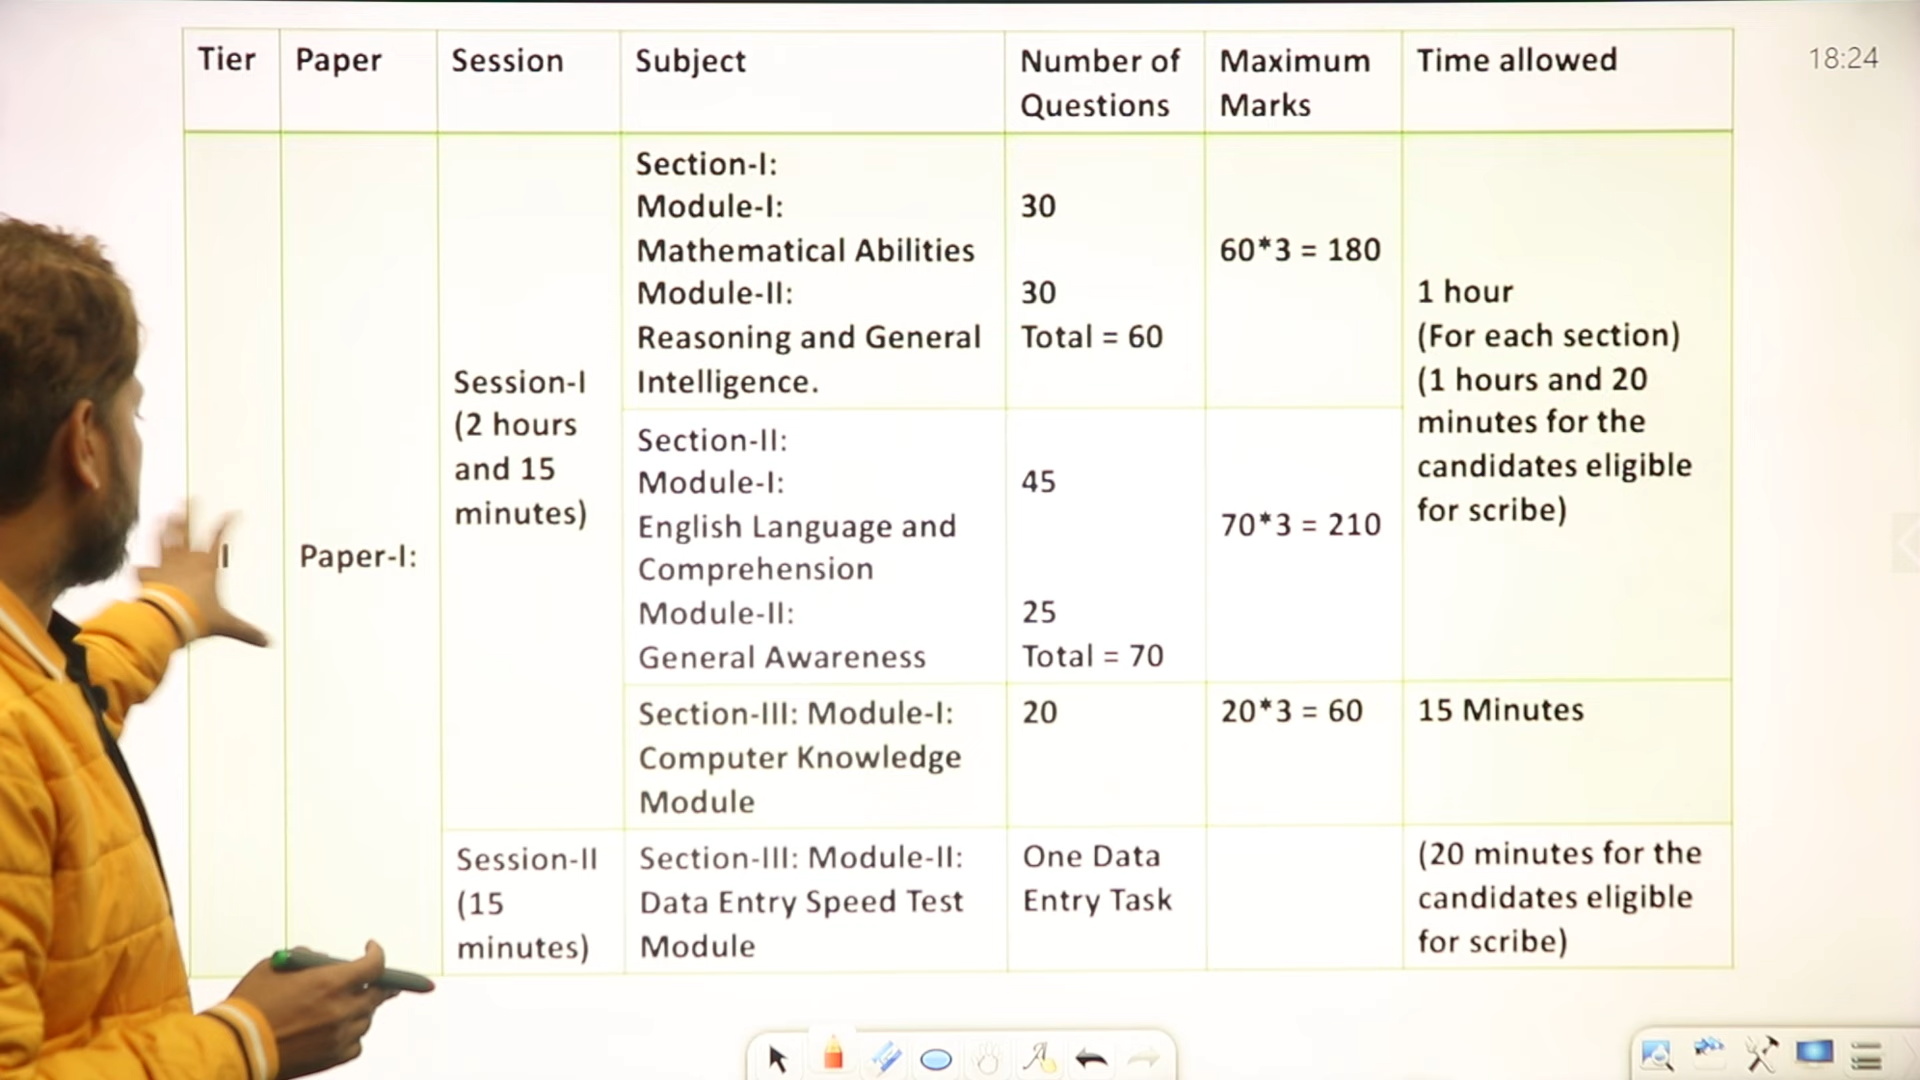 Tier
Paper
Session
Subject
Number of
Questions
Maximum
Marks
Time allowed
18:24
I
Paper-I:
Session-I
(2 hours
and 15
minutes)
Section-I:
Module-I:
Mathematical Abilities
Module-II:
Reasoning and General
Intelligence.
30
30
Total = 60
60*3 = 180
1 hour
(For each section)
(1 hours and 20
minutes for the
candidates eligible
for scribe)
Section-II:
Module-I:
English Language and
Comprehension
Module-II:
General Awareness
45
25
Total = 70
70*3 = 210
Section-III: Module-I:
Computer Knowledge
Module
20
20*3 = 60
15 Minutes
Session-II
(15
minutes)
Section-III: Module-II:
Data Entry Speed Test
Module
One Data
Entry Task
(20 minutes for the
candidates eligible
for scribe)